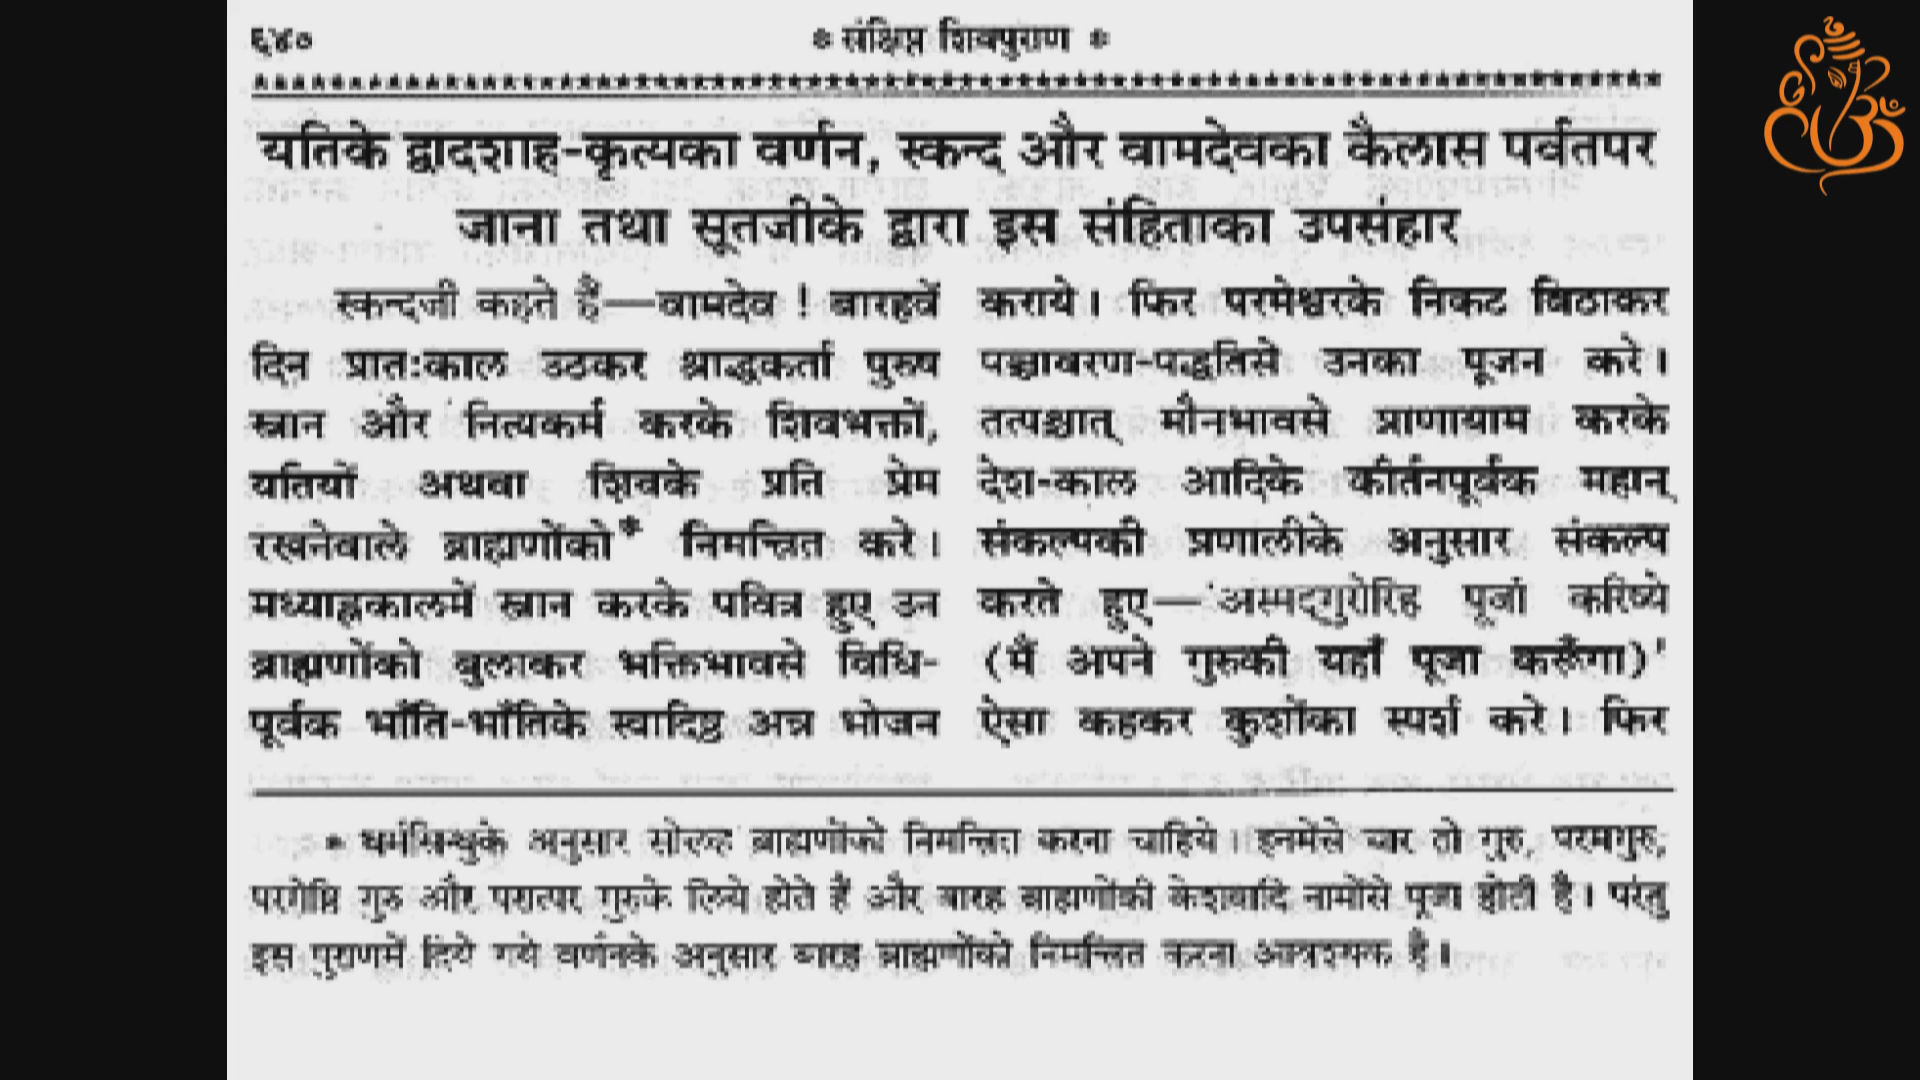 ६४०
* संक्षिप्त शिवपुराण *
यतिके द्वादशाह-कृत्यका वर्णन, स्कन्द और वामदेवका कैलास पर्वतपर
जाना तथा सूतजीके द्वारा इस संहिताका उपसंहार
स्कन्दजी कहते हैं—वामदेव ! बारहवें
दिन प्रातःकाल उठकर श्राद्धकर्ता पुरुष
स्नान और नित्यकर्म करके शिवभक्तों,
यतियों अथवा शिवके प्रति प्रेम
रखनेवाले ब्राह्मणोंको* निमन्त्रित करे।
मध्याह्नकालमें स्नान करके पवित्र हुए उन
ब्राह्मणोंको बुलाकर भक्तिभावसे विधि-
पूर्वक भाँति-भाँतिके स्वादिष्ठ अन्न भोजन
कराये। फिर परमेश्वरके निकट बिठाकर
पञ्चावरण-पद्धतिसे उनका पूजन करे।
तत्पश्चात् मौनभावसे प्राणायाम करके
देश-काल आदिके कीर्तनपूर्वक महान्
संकल्पकी प्रणालीके अनुसार संकल्प
करते हुए—'अस्मद्गुरोरिह पूजां करिष्ये
(मैं अपने गुरुकी यहाँ पूजा करूँगा)'
ऐसा कहकर कुशोंका स्पर्श करे। फिर
* धर्मसिन्धुके अनुसार सोलह ब्राह्मणोंको निमन्त्रित करना चाहिये। इनमेंसे चार तो गुरु, परमगुरु,
परमेष्ठि गुरु और परात्पर गुरुके लिये होते हैं और बारह ब्राह्मणोंकी केशवादि नामोंसे पूजा होती है। परंतु
इस पुराणमें दिये गये वर्णनके अनुसार बारह ब्राह्मणोंको निमन्त्रित करना आवश्यक है।